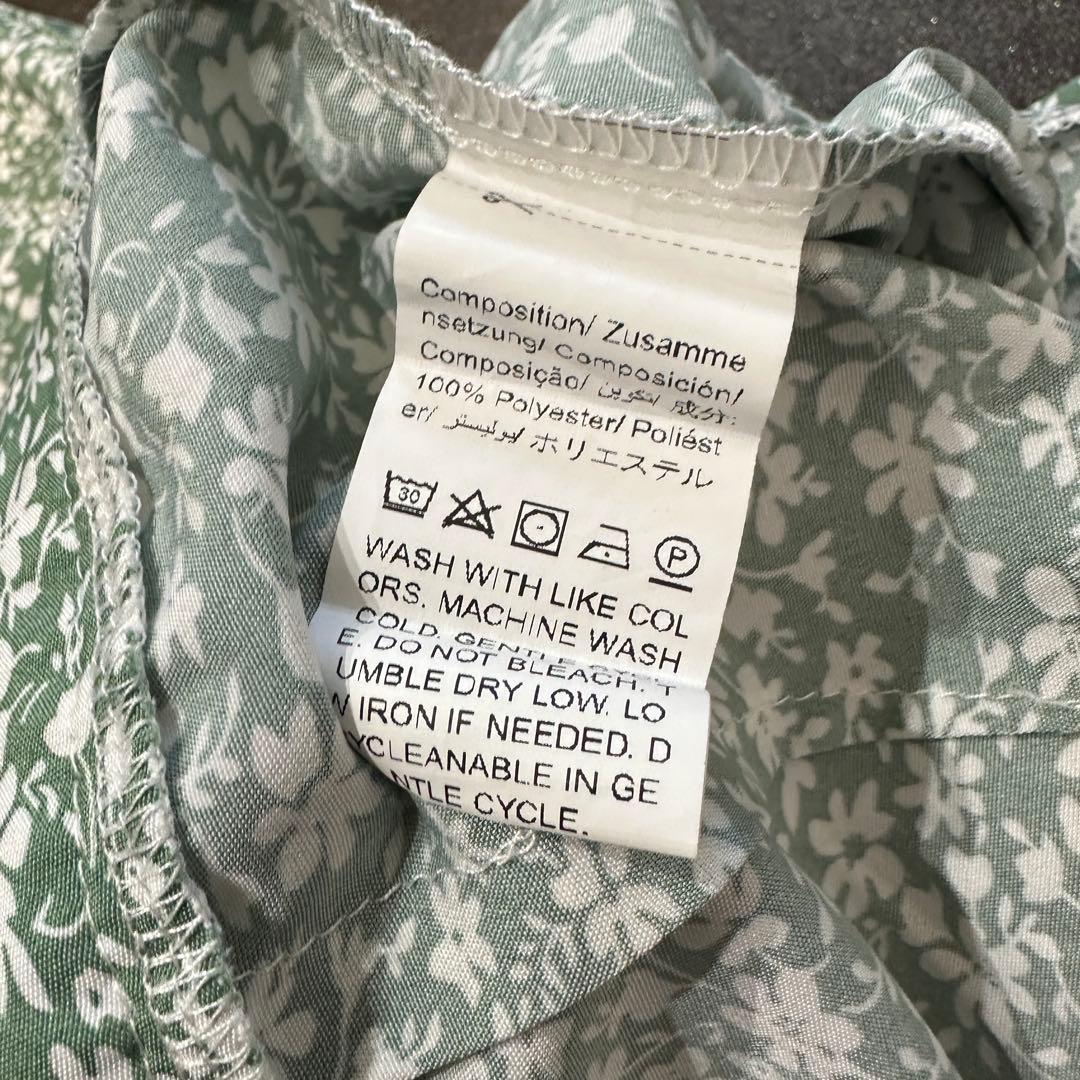 Composition/ Zusamme
nsetzung/ Composición/
Composição/ تكوين/ 成分:
100% Polyester/ Poliést
er/ بوليستر/ ポリエステル
30
P
WASH WITH LIKE COL
ORS. MACHINE WASH
COLD. GENTLE
E. DO NOT BLEACH. T
UMBLE DRY LOW. LO
W IRON IF NEEDED. D
YCLEANABLE IN GE
NTLE CYCLE.